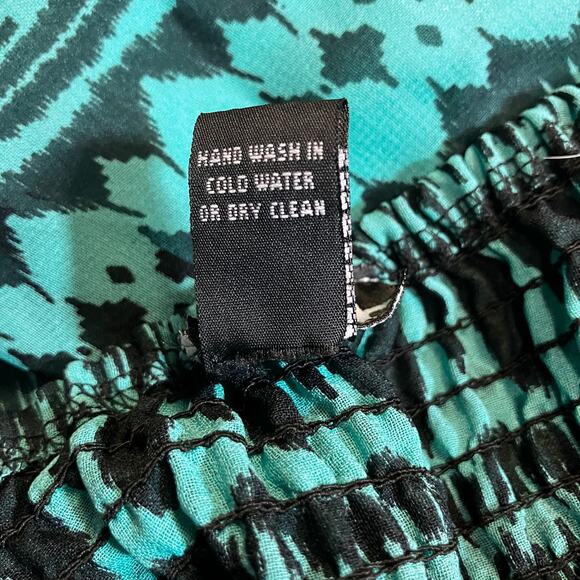 HAND WASH IN
COLD WATER
OR DRY CLEAN